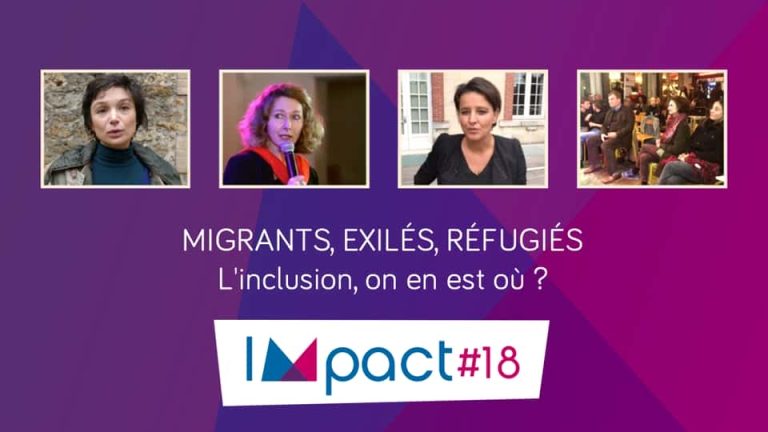 MIGRANTS, EXILÉS, RÉFUGIÉS
L'inclusion, on en est où ?
IMpact#18